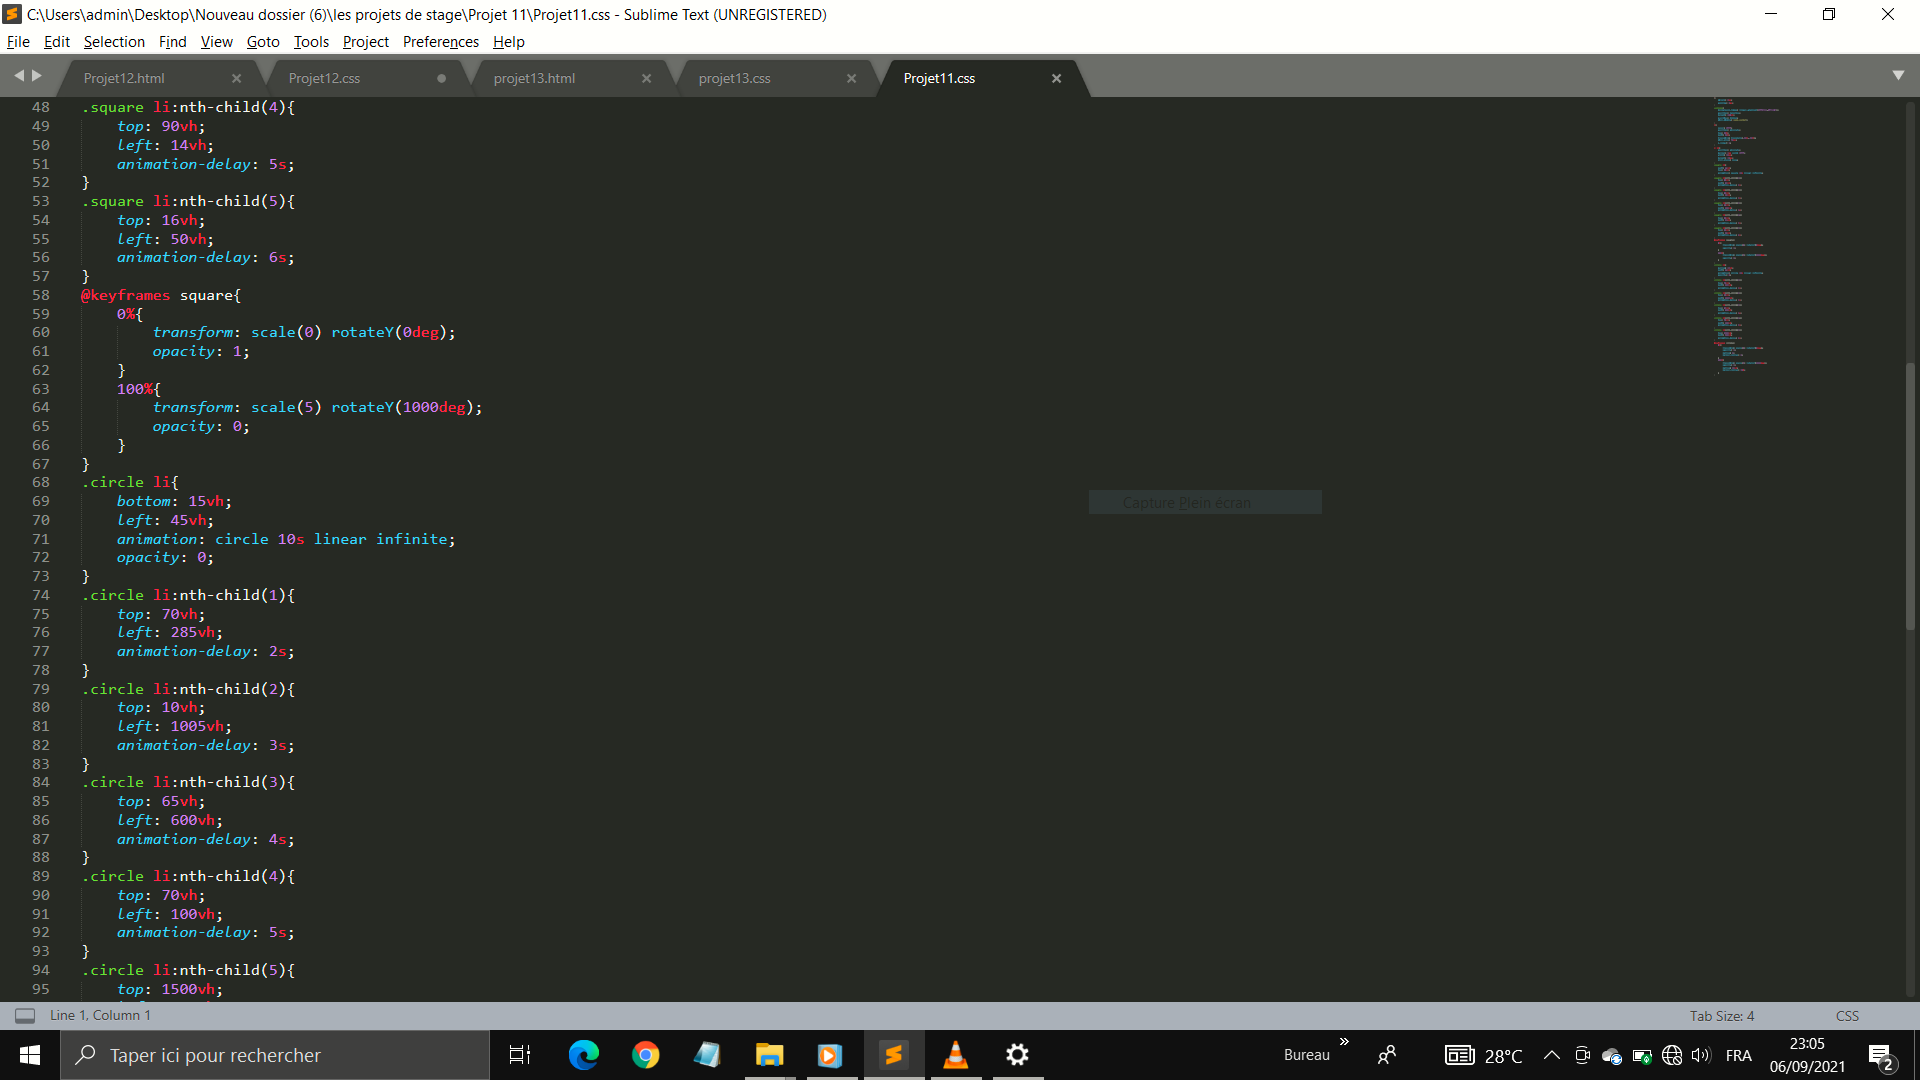 C:\Users\admin\Desktop\Nouveau dossier (6)\les projets de stage\Projet 11\Projet11.css - Sublime Text (UNREGISTERED)
File Edit Selection Find View Goto Tools Project Preferences Help
Projet12.html Projet12.css projet13.html projet13.css Projet11.css
48 .square li:nth-child(4){
49 top: 90vh;
50 left: 14vh;
51 animation-delay: 5s;
52 }
53 .square li:nth-child(5){
54 top: 16vh;
55 left: 50vh;
56 animation-delay: 6s;
57 }
58 @keyframes square{
59 0%{
60 transform: scale(0) rotateY(0deg);
61 opacity: 1;
62 }
63 100%{
64 transform: scale(5) rotateY(1000deg);
65 opacity: 0;
66 }
67 }
68 .circle li{
69 bottom: 15vh;
Capture Plein écran
70 left: 45vh;
71 animation: circle 10s linear infinite;
72 opacity: 0;
73 }
74 .circle li:nth-child(1){
75 top: 70vh;
76 left: 285vh;
77 animation-delay: 2s;
78 }
79 .circle li:nth-child(2){
80 top: 10vh;
81 left: 1005vh;
82 animation-delay: 3s;
83 }
84 .circle li:nth-child(3){
85 top: 65vh;
86 left: 600vh;
87 animation-delay: 4s;
88 }
89 .circle li:nth-child(4){
90 top: 70vh;
91 left: 100vh;
92 animation-delay: 5s;
93 }
94 .circle li:nth-child(5){
95 top: 1500vh;
Line 1, Column 1 Tab Size: 4 CSS
Taper ici pour rechercher Bureau » 28°C FRA 23:05
06/09/2021 2